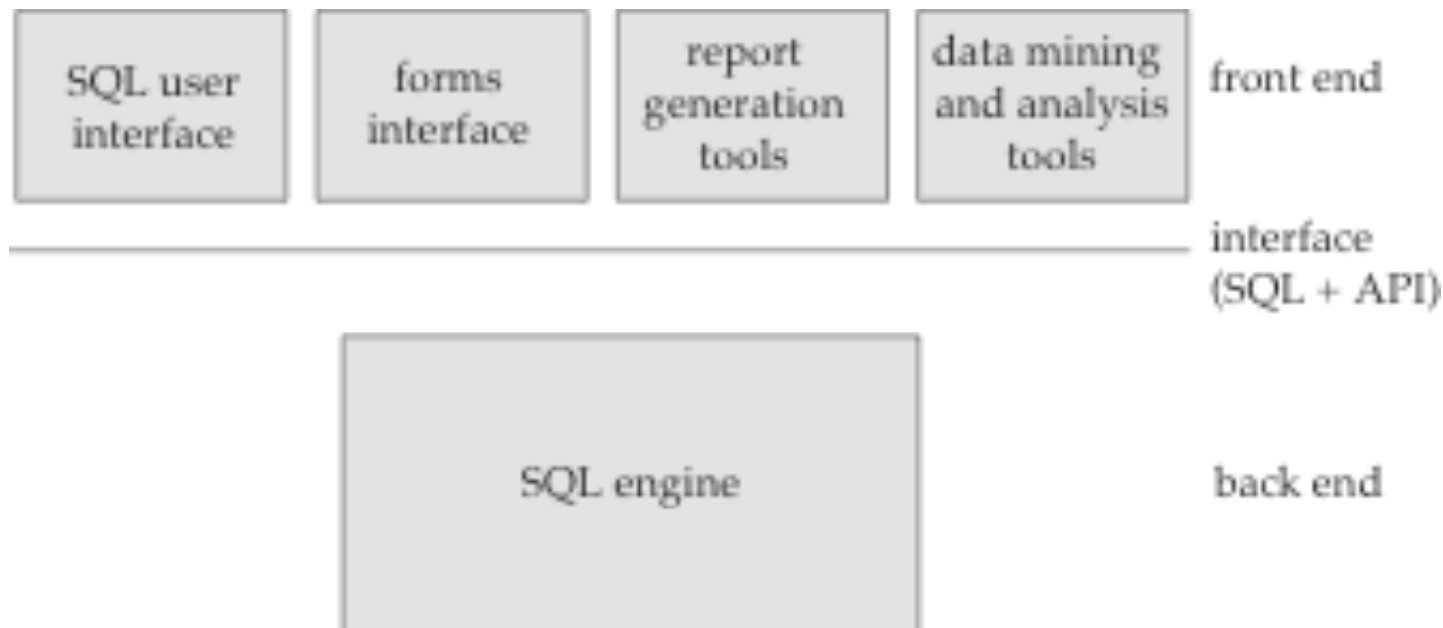 SQL user
interface
forms
interface
report
generation
tools
data mining
and analysis
tools
front end
interface
(SQL + API)
SQL engine
back end